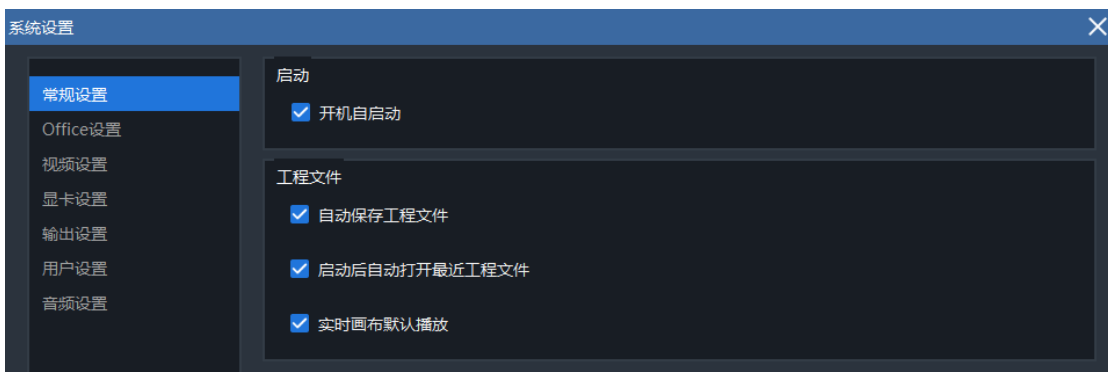 系统设置
常规设置
Office设置
视频设置
显卡设置
输出设置
用户设置
音频设置
启动
开机自启动
工程文件
自动保存工程文件
启动后自动打开最近工程文件
实时画布默认播放